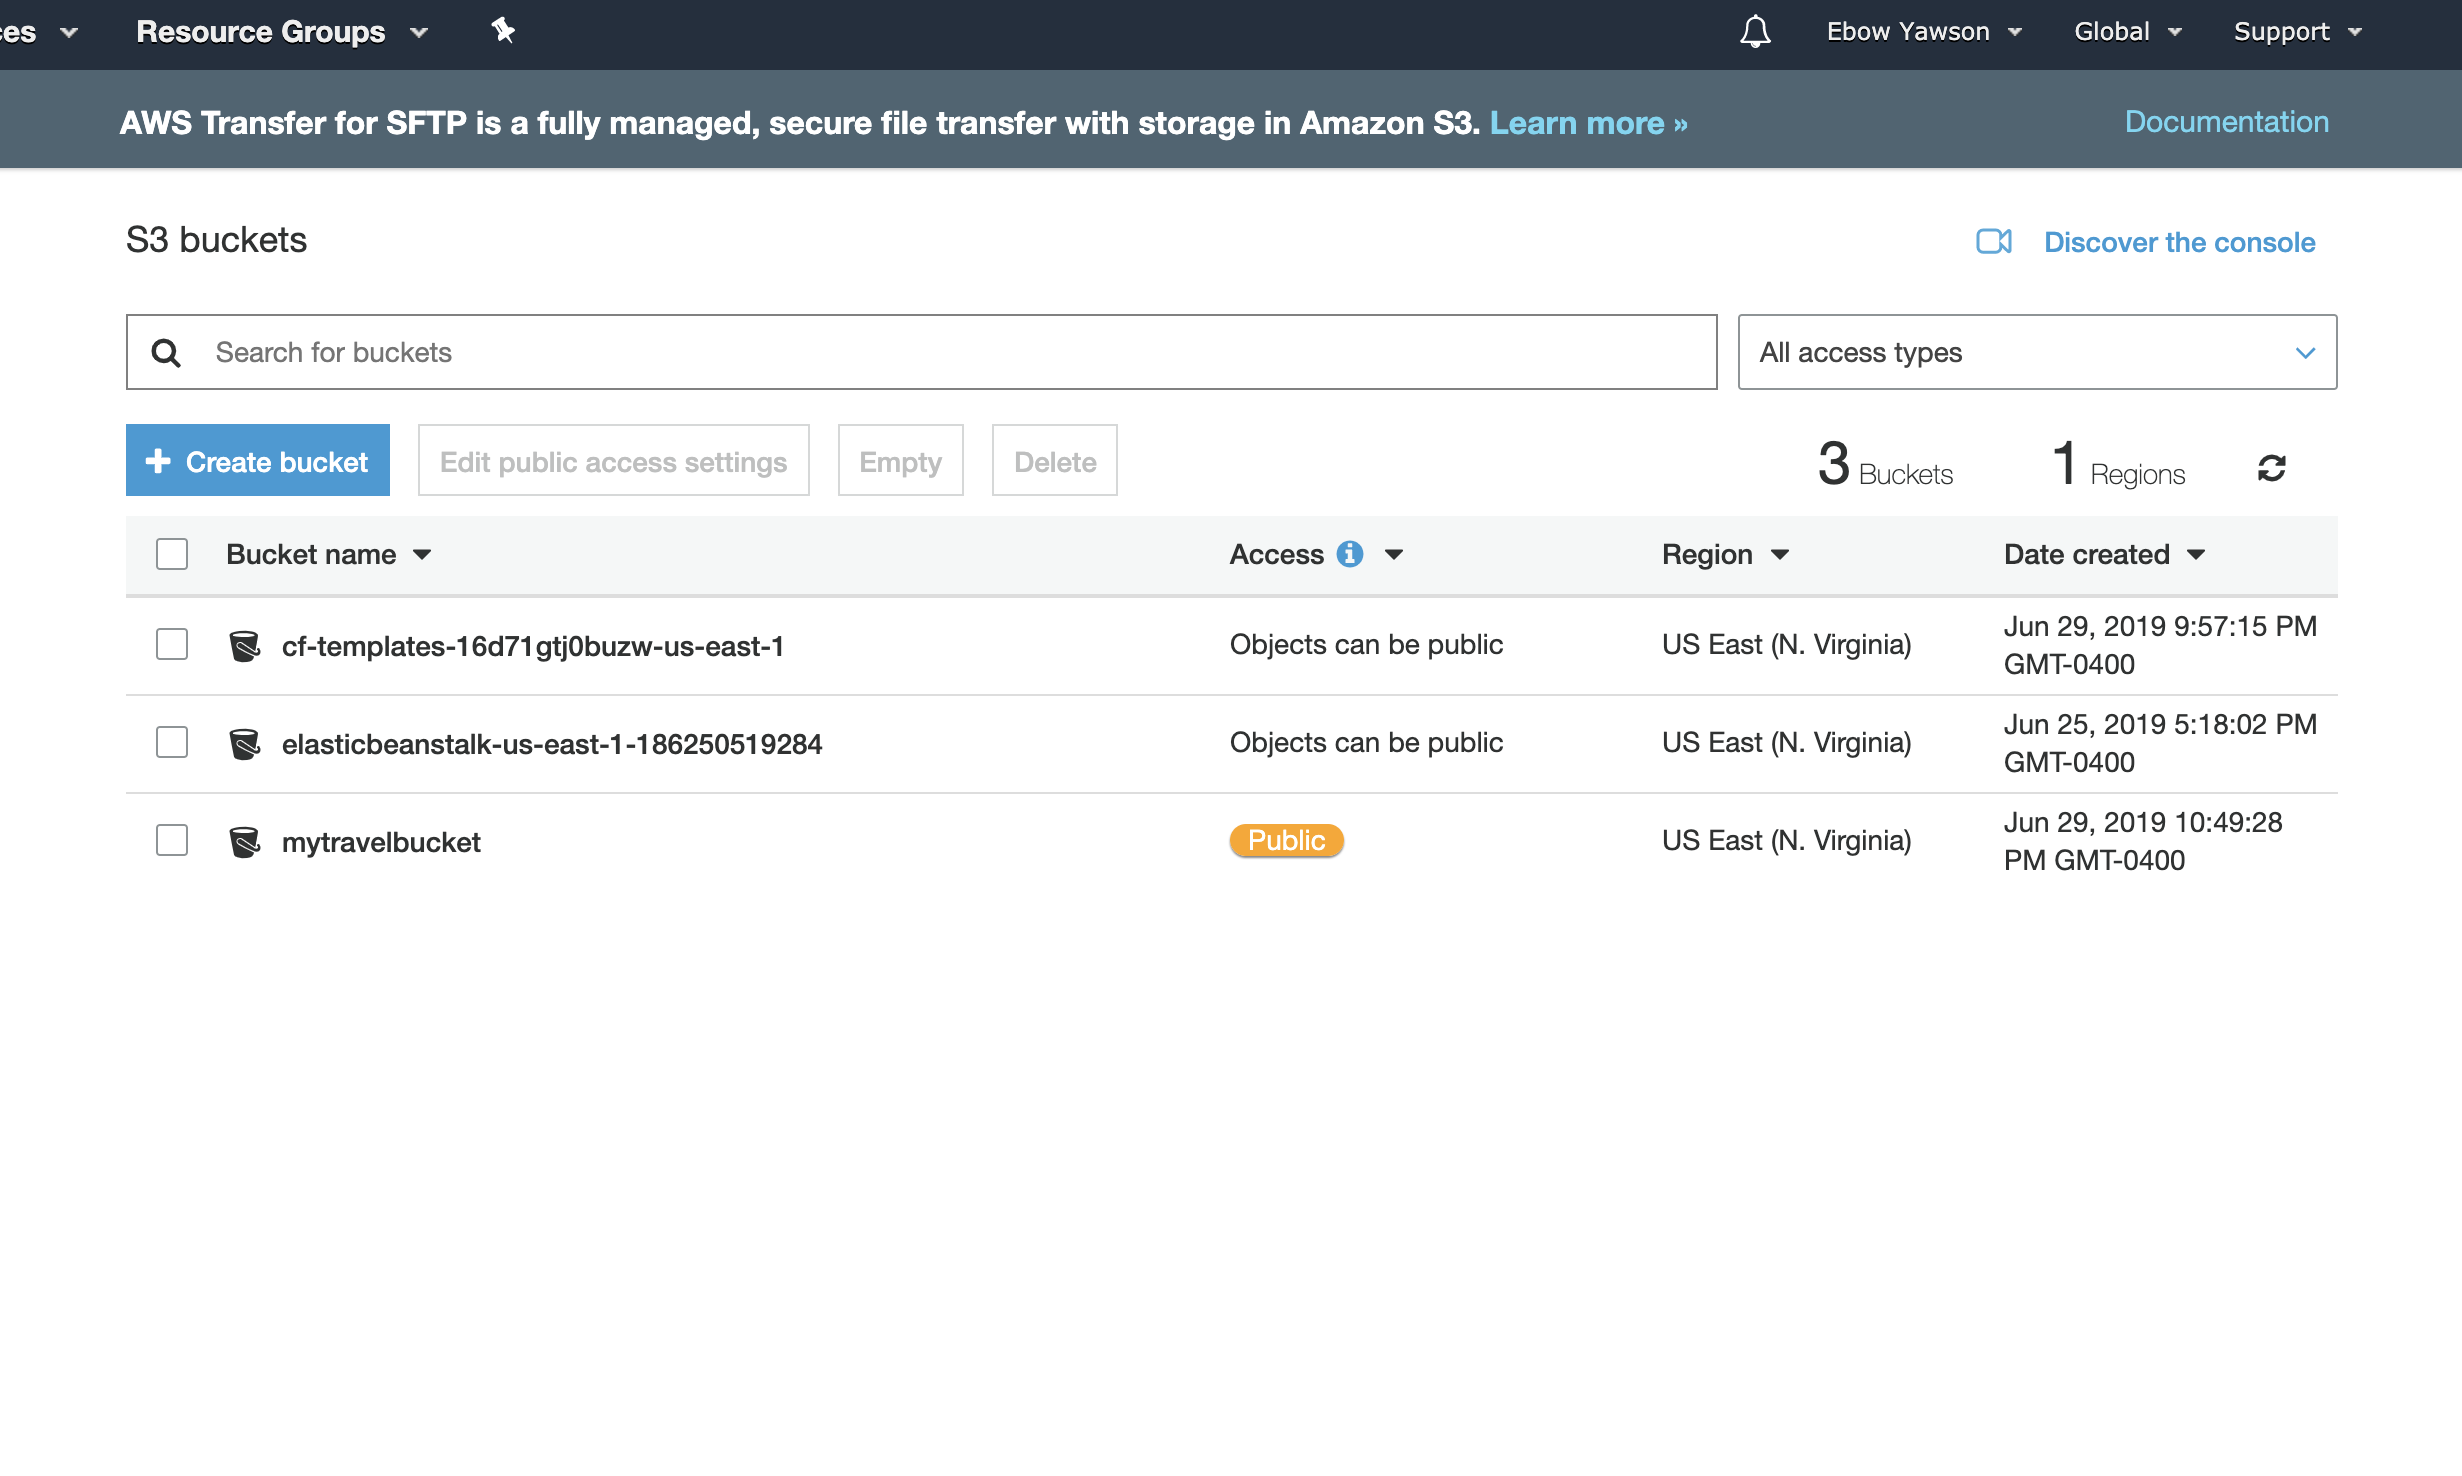 ces Resource Groups Ebow Yawson Global Support
AWS Transfer for SFTP is a fully managed, secure file transfer with storage in Amazon S3. Learn more » Documentation
S3 buckets Discover the console
Search for buckets All access types
Create bucket Edit public access settings Empty Delete 3 Buckets 1 Regions
Bucket name Access Region Date created
cf-templates-16d71gtj0buzw-us-east-1 Objects can be public US East (N. Virginia) Jun 29, 2019 9:57:15 PM
GMT-0400
elasticbeanstalk-us-east-1-186250519284 Objects can be public US East (N. Virginia) Jun 25, 2019 5:18:02 PM
GMT-0400
mytravelbucket Public US East (N. Virginia) Jun 29, 2019 10:49:28
PM GMT-0400